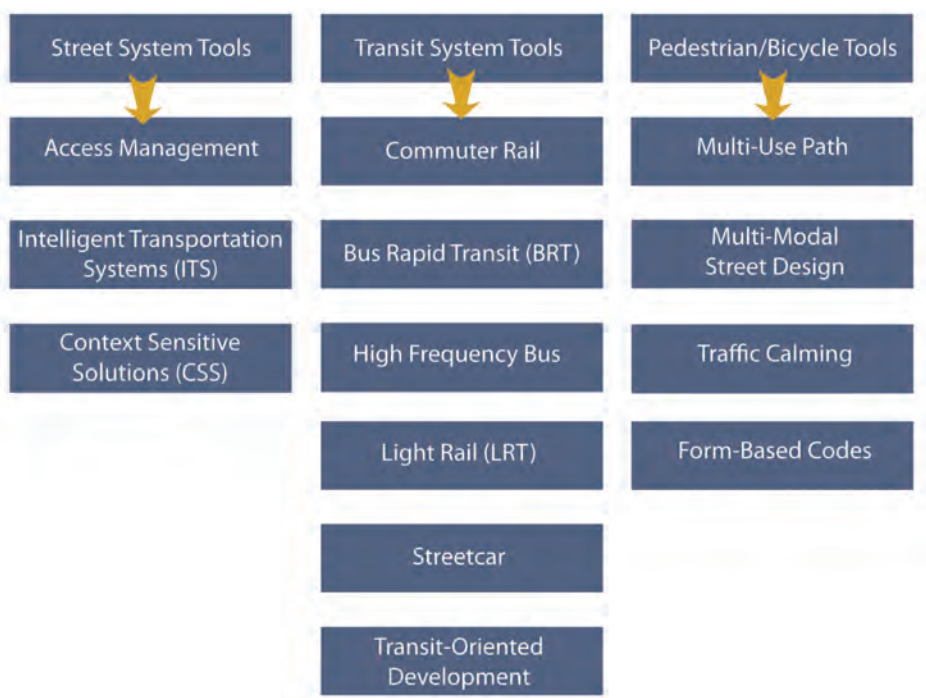 Street System Tools
Access Management
Intelligent Transportation
Systems (ITS)
Context Sensitive
Solutions (CSS)
Transit System Tools
Commuter Rail
Bus Rapid Transit (BRT)
High Frequency Bus
Light Rail (LRT)
Streetcar
Transit-Oriented
Development
Pedestrian/Bicycle Tools
Multi-Use Path
Multi-Modal
Street Design
Traffic Calming
Form-Based Codes